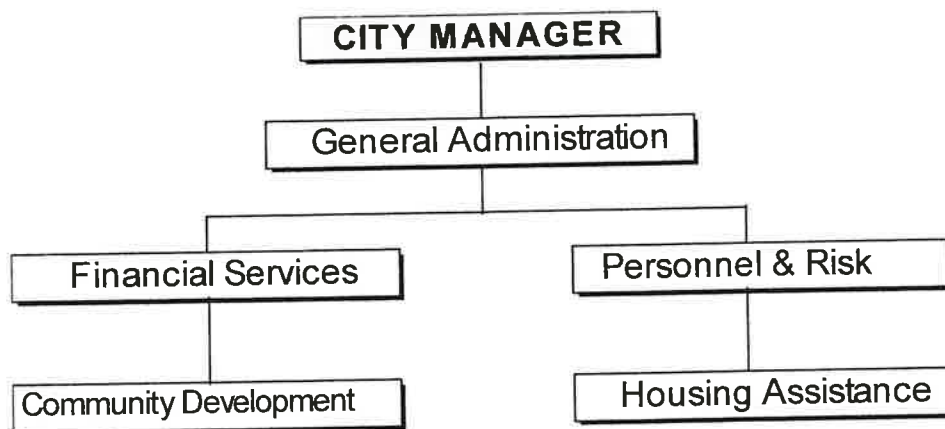 CITY MANAGER
General Administration
Financial Services
Personnel & Risk
Community Development
Housing Assistance